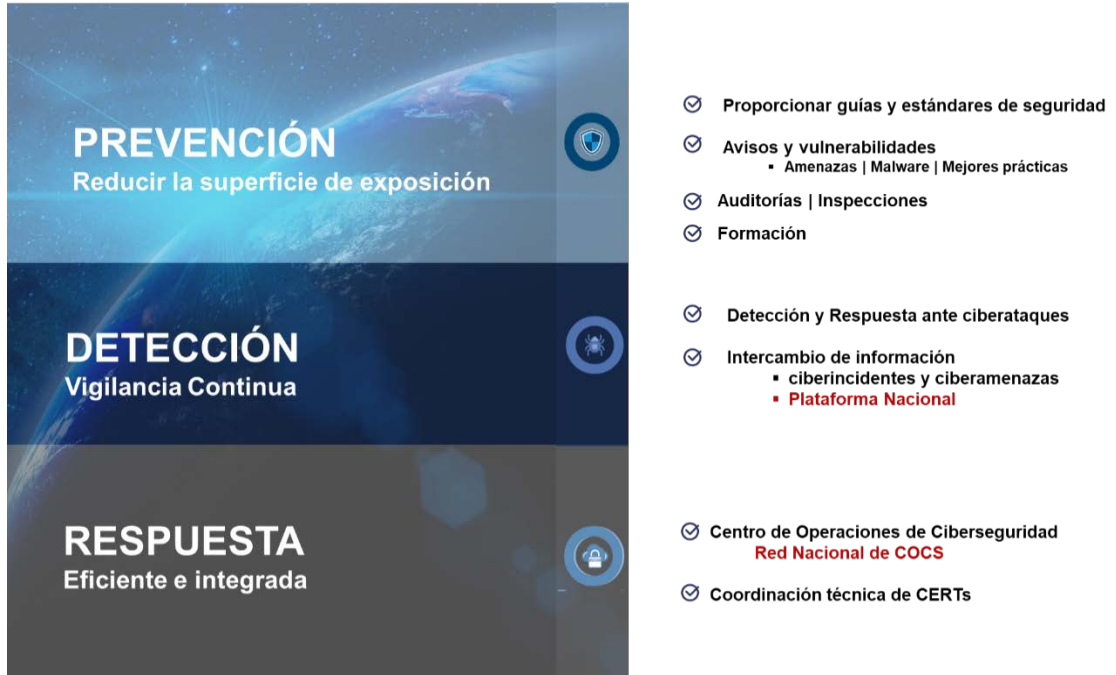 PREVENCIÓN
Reducir la superficie de exposición
Proporcionar guías y estándares de seguridad
Avisos y vulnerabilidades
▪ Amenazas | Malware | Mejores prácticas
Auditorías | Inspecciones
Formación
DETECCIÓN
Vigilancia Continua
Detección y Respuesta ante ciberataques
Intercambio de información
▪ ciberincidentes y ciberamenazas
▪ Plataforma Nacional
RESPUESTA
Eficiente e integrada
Centro de Operaciones de Ciberseguridad
Red Nacional de COCS
Coordinación técnica de CERTs